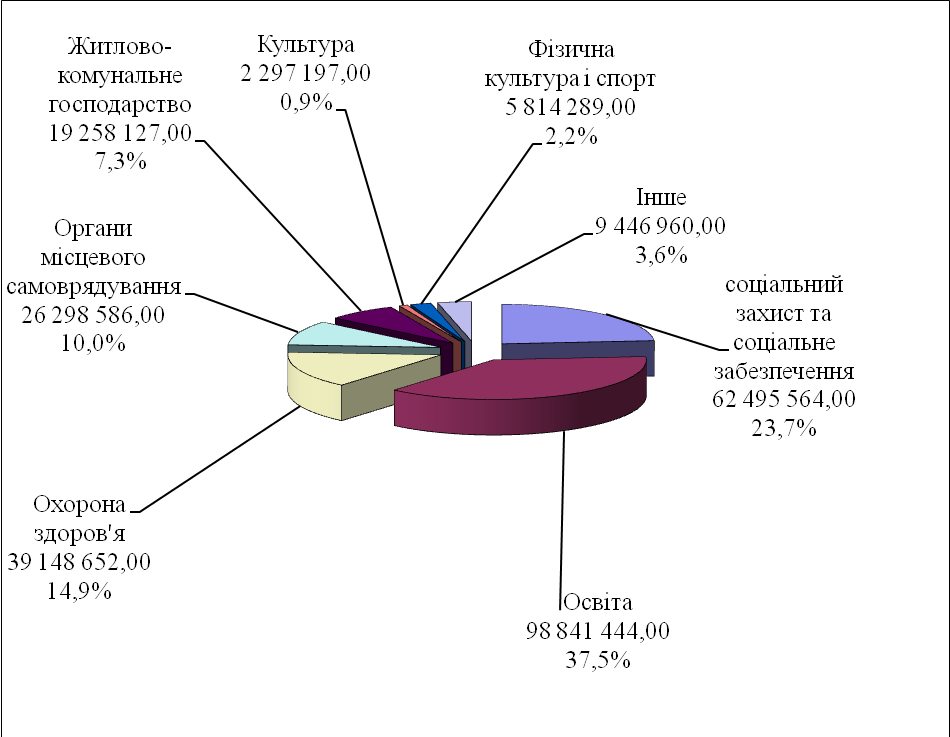 Житлово-
комунальне
господарство
19 258 127,00
7,3%
Культура
2 297 197,00
0,9%
Фізична
культура і спорт
5 814 289,00
2,2%
Інше
9 446 960,00
3,6%
соціальний
захист та
соціальне
забезпечення
62 495 564,00
23,7%
Органи
місцевого
самоврядування
26 298 586,00
10,0%
Охорона
здоров'я
39 148 652,00
14,9%
Освіта
98 841 444,00
37,5%